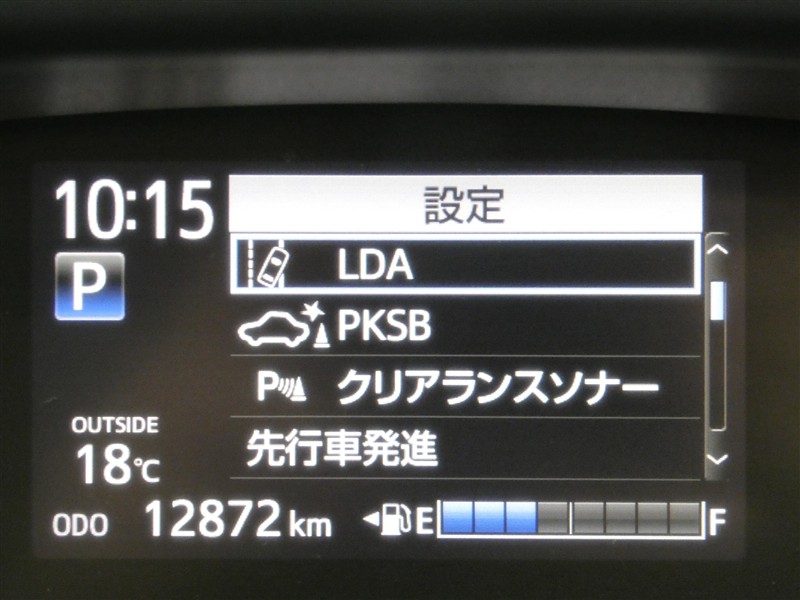 10:15
設定
P
LDA
PKSB
P クリアランスソナー
先行車発進
OUTSIDE
18℃
ODO 12872 km
E F